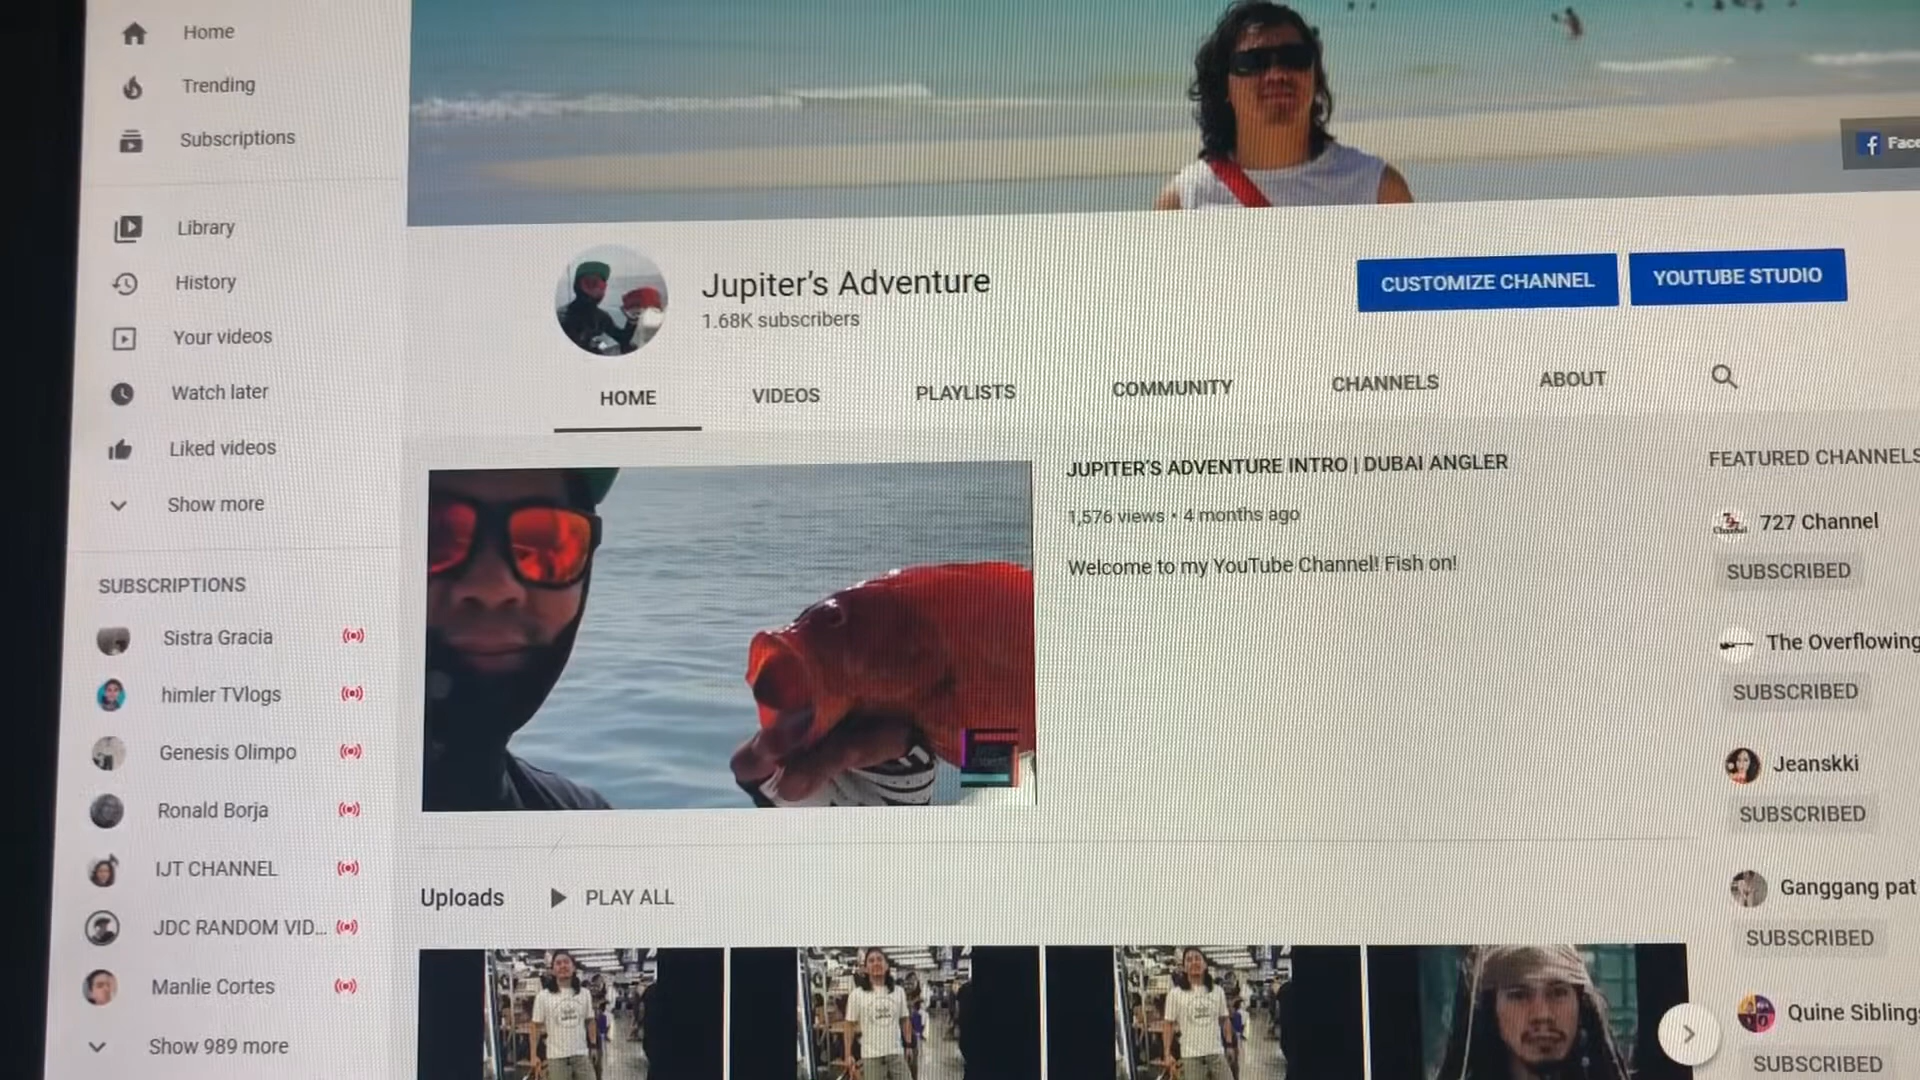 Home
Trending
Subscriptions
Library
History
Your videos
Watch later
Liked videos
Show more
SUBSCRIPTIONS
Sistra Gracia
himler TVlogs
Genesis Olimpo
Ronald Borja
IJT CHANNEL
JDC RANDOM VID...
Manlie Cortes
Show 989 more
Face
Jupiter's Adventure
1.68K subscribers
CUSTOMIZE CHANNEL
YOUTUBE STUDIO
HOME
VIDEOS
PLAYLISTS
COMMUNITY
CHANNELS
ABOUT
JUPITER'S ADVENTURE INTRO | DUBAI ANGLER
1,576 views • 4 months ago
Welcome to my YouTube Channel! Fish on!
Uploads
PLAY ALL
FEATURED CHANNELS
727 Channel
SUBSCRIBED
The Overflowing
SUBSCRIBED
Jeanskki
SUBSCRIBED
Ganggang pat
SUBSCRIBED
Quine Siblings
SUBSCRIBED